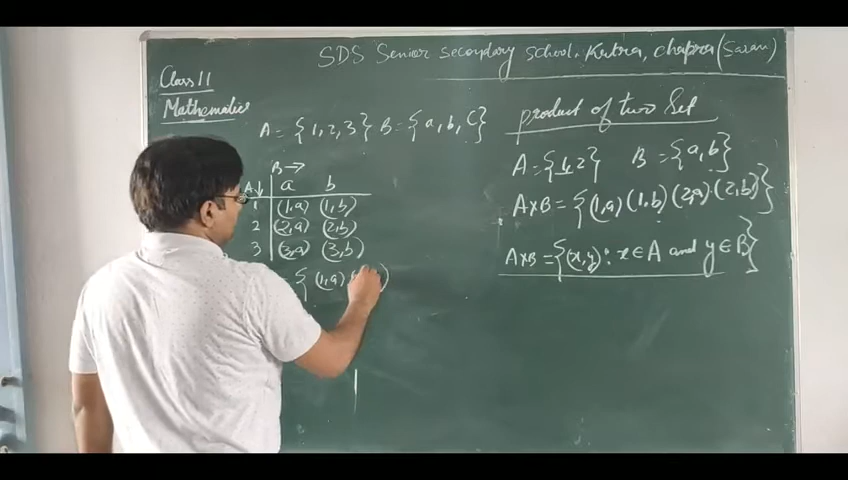 SDS Senior secondary school. Kutra, chapra (Saran)
Class 11
Mathematics
A = {1, 2, 3} B = {a, b, c}
B →
A↓ a b
1 (1,a) (1,b)
2 (2,a) (2,b)
3 (3,a) (3,b)
{ (1,a)
product of two Set
A = {1, 2} B = {a, b}
A×B = {(1,a) (1,b) (2,a) (2,b)}
A×B = {(x,y) : x ∈ A and y ∈ B}